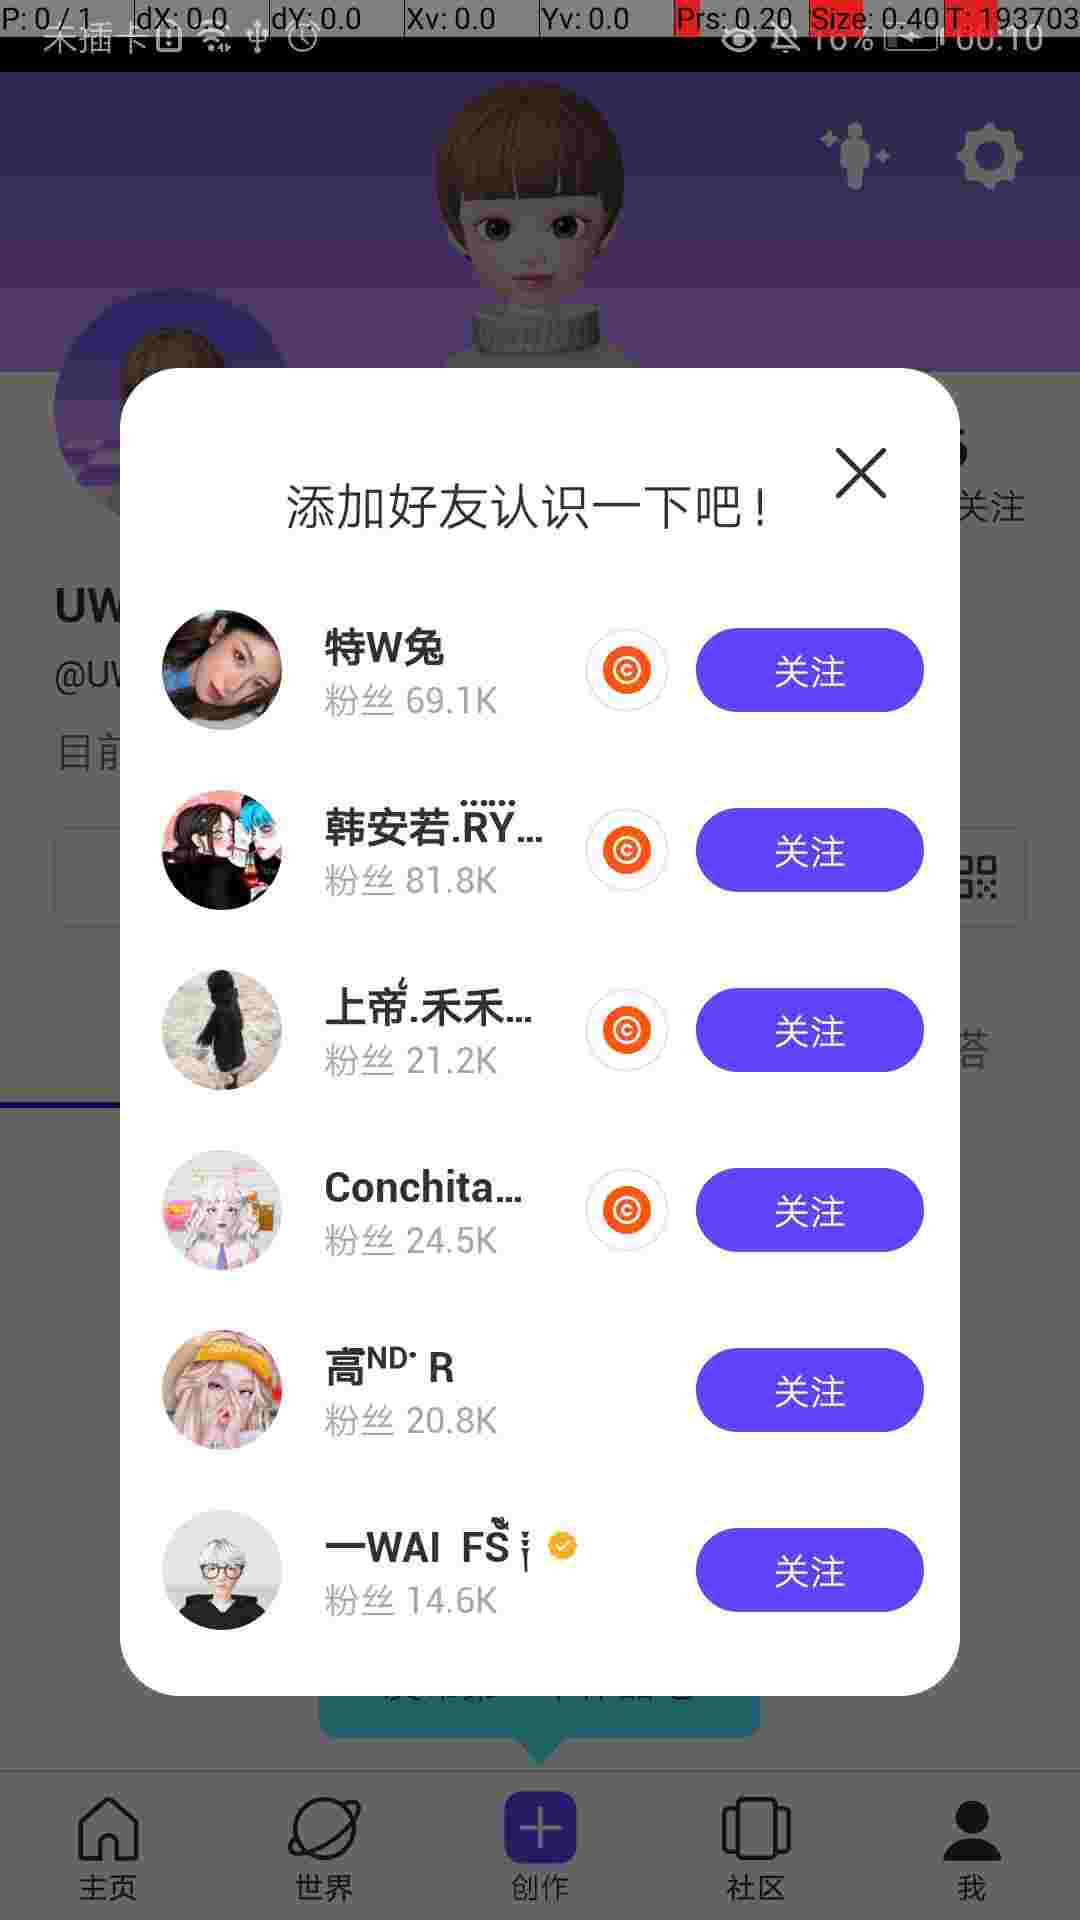 P: 0 / 1 dX: 0.0 dY: 0.0 Xv: 0.0 Yv: 0.0 Prs: 0.20 Size: 0.40 T: 193703
未插卡 16% 00:10
关注
添加好友认识一下吧！
UW
@UW
目前
特W兔
粉丝 69.1K
关注
韩安若.RY...
粉丝 81.8K
关注
上帝.禾禾...
粉丝 21.2K
关注
答
Conchita...
粉丝 24.5K
关注
高ᴺᴰ· R
粉丝 20.8K
关注
一WAI FS
粉丝 14.6K
关注
主页 世界 创作 社区 我